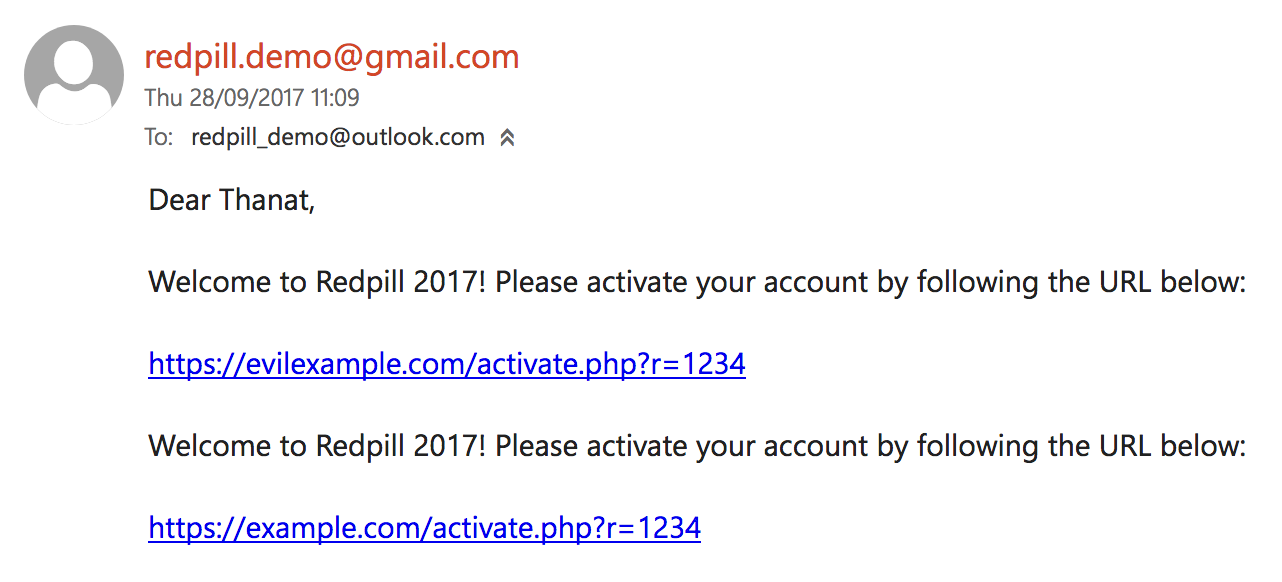 redpill.demo@gmail.com
Thu 28/09/2017 11:09
To: redpill_demo@outlook.com
Dear Thanat,
Welcome to Redpill 2017! Please activate your account by following the URL below:
https://evilexample.com/activate.php?r=1234
Welcome to Redpill 2017! Please activate your account by following the URL below:
https://example.com/activate.php?r=1234